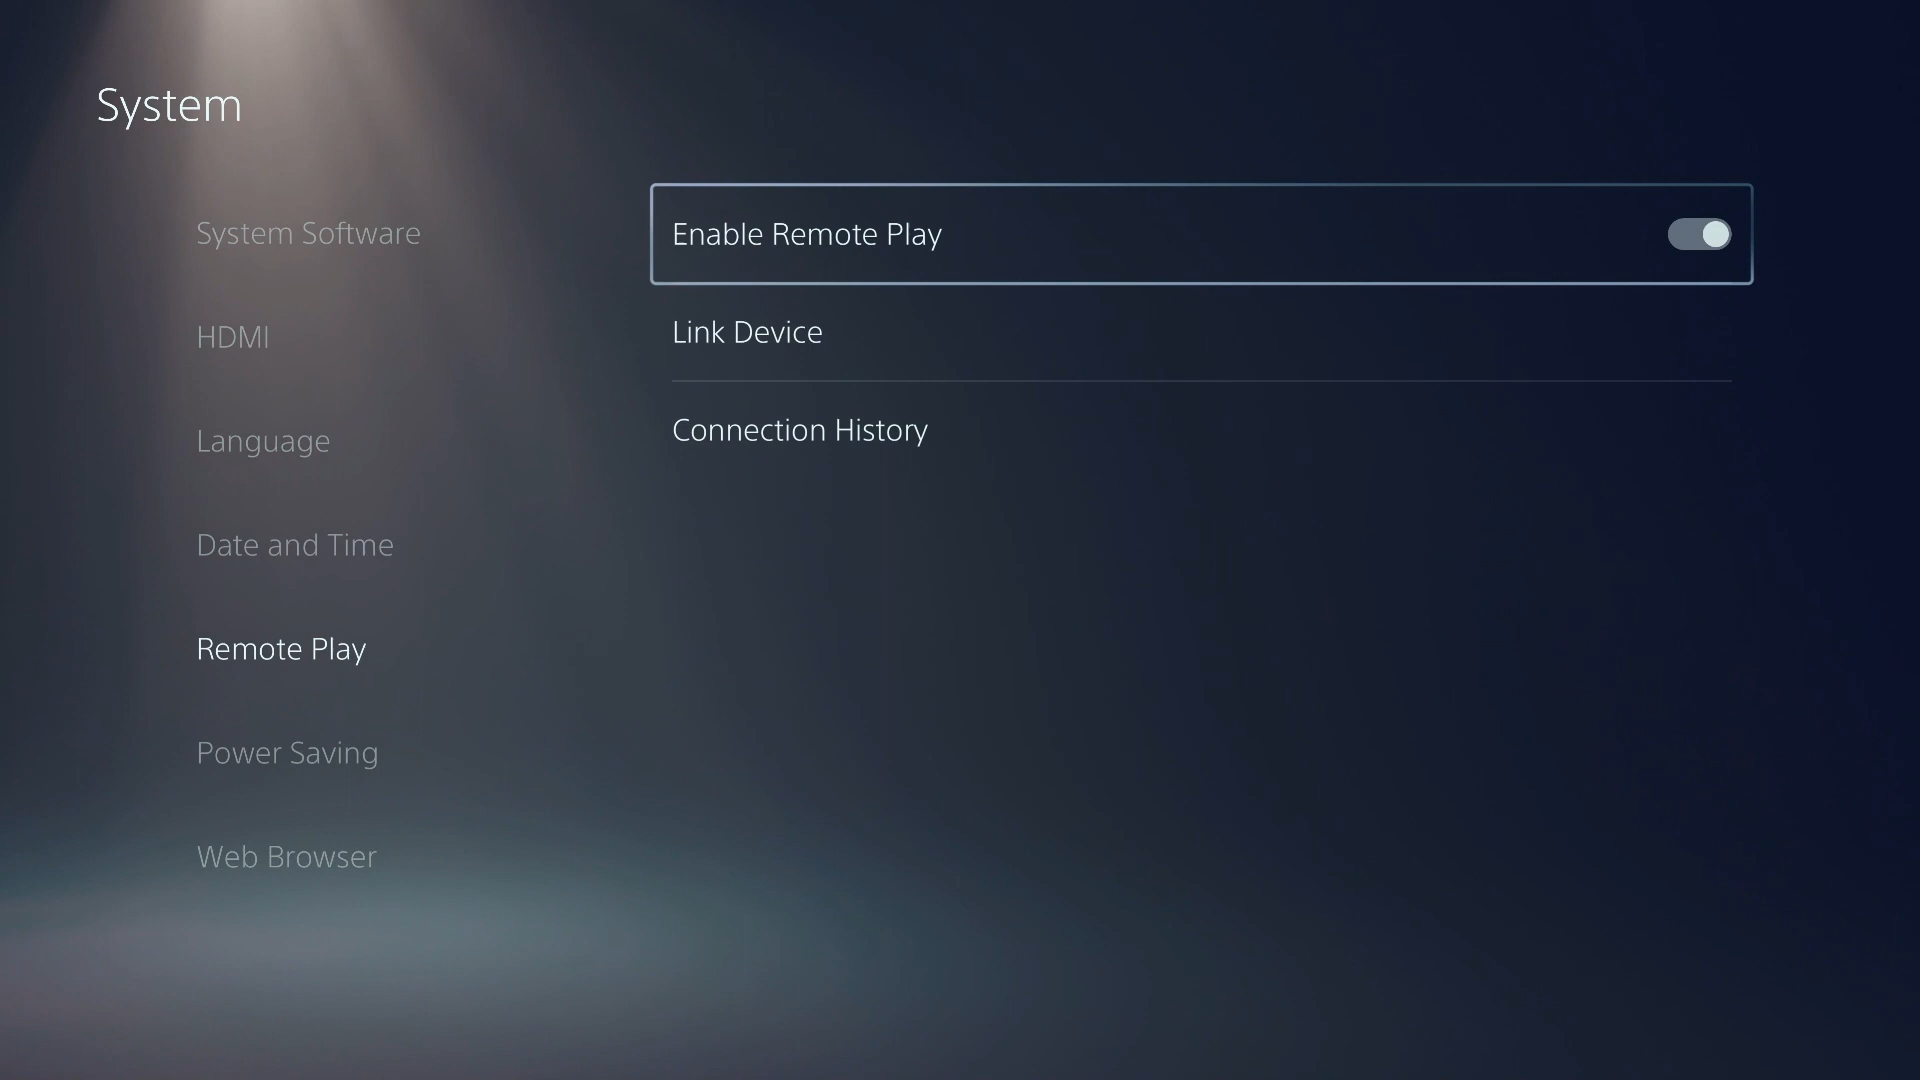 System
System Software
HDMI
Language
Date and Time
Remote Play
Power Saving
Web Browser
Enable Remote Play
Link Device
Connection History